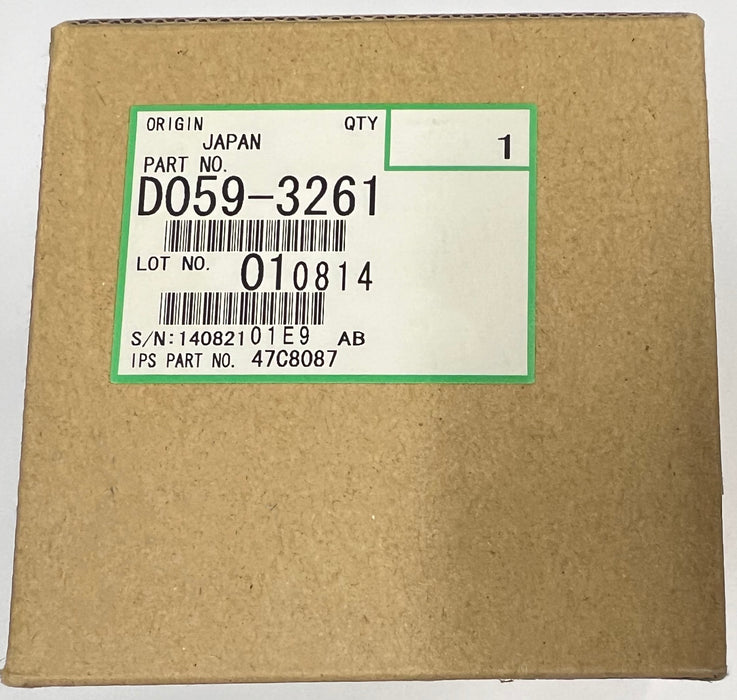 ORIGIN QTY
JAPAN 1
PART NO.
D059-3261
LOT NO. 010814
S/N:14082101E9 AB
IPS PART NO. 47C8087